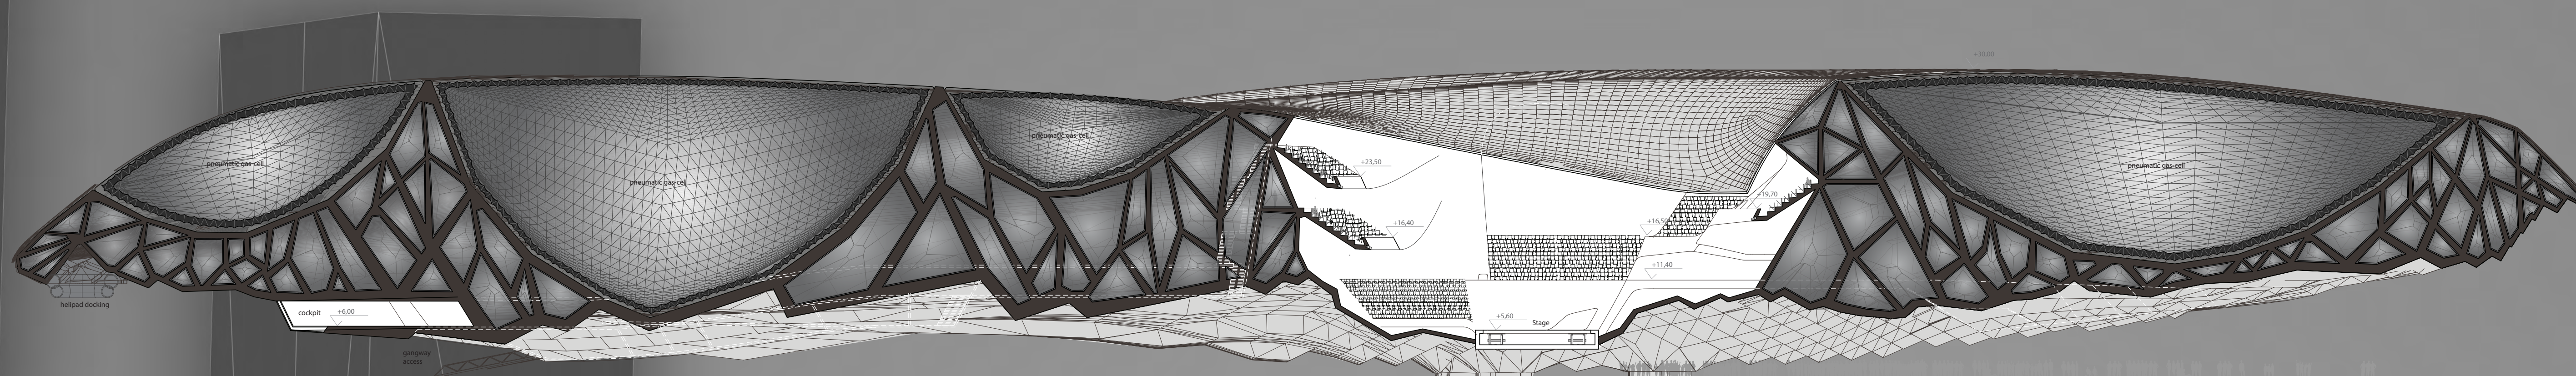 +30,00
pneumatic gas-cell
pneumatic gas-cell
pneumatic gas-cell
pneumatic gas-cell
+23,50
+19,70
+16,40
+16,50
+11,40
helipad docking
cockpit
+6,00
+5,60
Stage
gangway
access